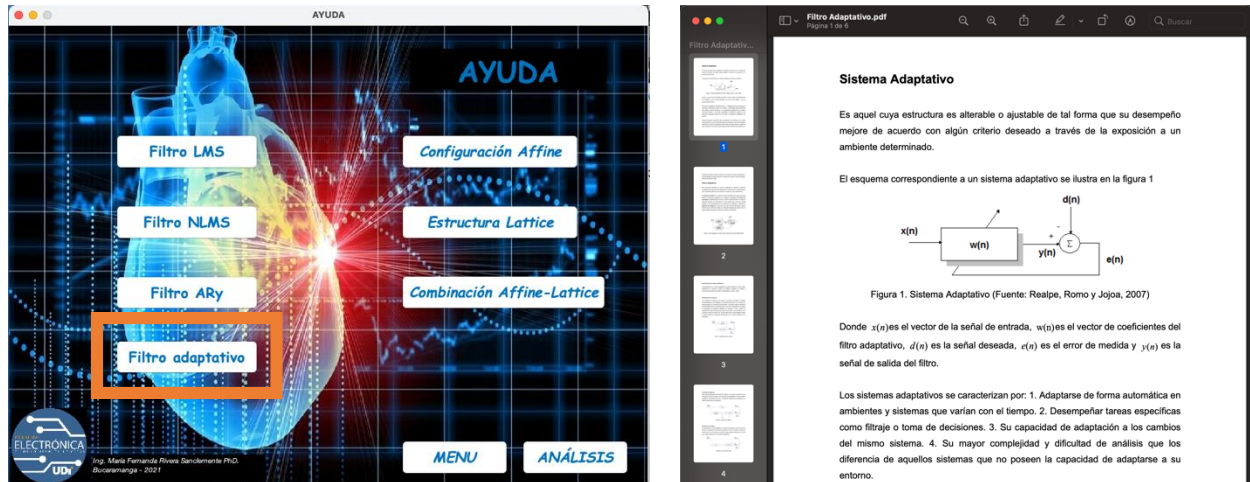 AYUDA
AYUDA
Filtro LMS
Configuración Affine
Filtro NLMS
Estructura Lattice
Filtro ARy
Combinación Affine-Lattice
Filtro adaptativo
ELECTRÓNICA
UDi
Ing. María Fernanda Rivera Sanclemente PhD.
Bucaramanga - 2021
MENU
ANÁLISIS
Filtro Adaptativo.pdf
Página 1 de 6
Buscar
Filtro Adaptativ...
1
2
3
4
Sistema Adaptativo
Es aquel cuya estructura es alterable o ajustable de tal forma que su desempeño
mejore de acuerdo con algún criterio deseado a través de la exposición a un
ambiente determinado.
El esquema correspondiente a un sistema adaptativo se ilustra en la figura 1
d(n)
x(n)
-
+
w(n)
Σ
y(n)
e(n)
Figura 1. Sistema Adaptativo (Fuente: Realpe, Romo y Jojoa, 2007)
Donde x(n)es el vector de la señal de entrada, w(n)es el vector de coeficientes del
filtro adaptativo, d(n) es la señal deseada, e(n) es el error de medida y y(n) es la
señal de salida del filtro.
Los sistemas adaptativos se caracterizan por: 1. Adaptarse de forma automática en
ambientes y sistemas que varían con el tiempo. 2. Desempeñar tareas específicas
como filtraje o toma de decisiones. 3. Su capacidad de adaptación a los cambios
del mismo sistema. 4. Su mayor complejidad y dificultad de análisis que los
diferencia de aquellos sistemas que no poseen la capacidad de adaptarse a su
entorno.